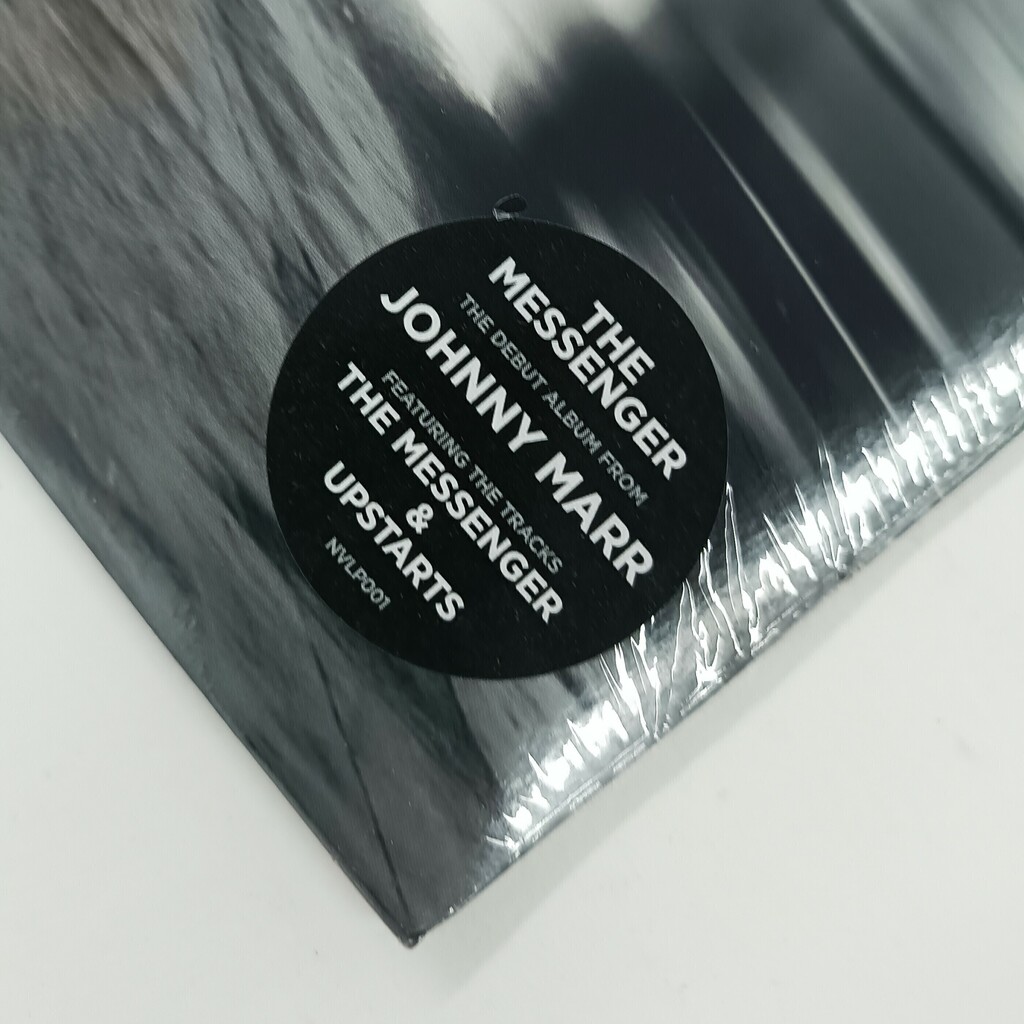 THE
MESSENGER
THE DEBUT ALBUM FROM
JOHNNY MARR
FEATURING THE TRACKS
THE MESSENGER
&
UPSTARTS
NVLP001